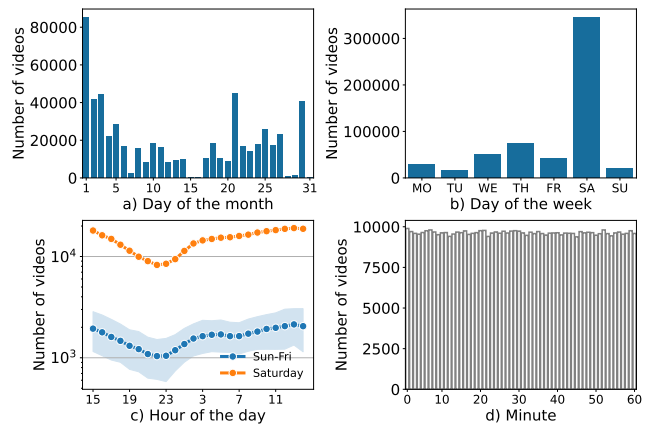 Number of videos
80000
60000
40000
20000
0
1 5 10 15 20 25 31
a) Day of the month
Number of videos
300000
200000
100000
0
MO TU WE TH FR SA SU
b) Day of the week
Number of videos
10^4
10^3
15 19 23 3 7 11
Sun-Fri
Saturday
c) Hour of the day
Number of videos
10000
7500
5000
2500
0
0 10 20 30 40 50 60
d) Minute